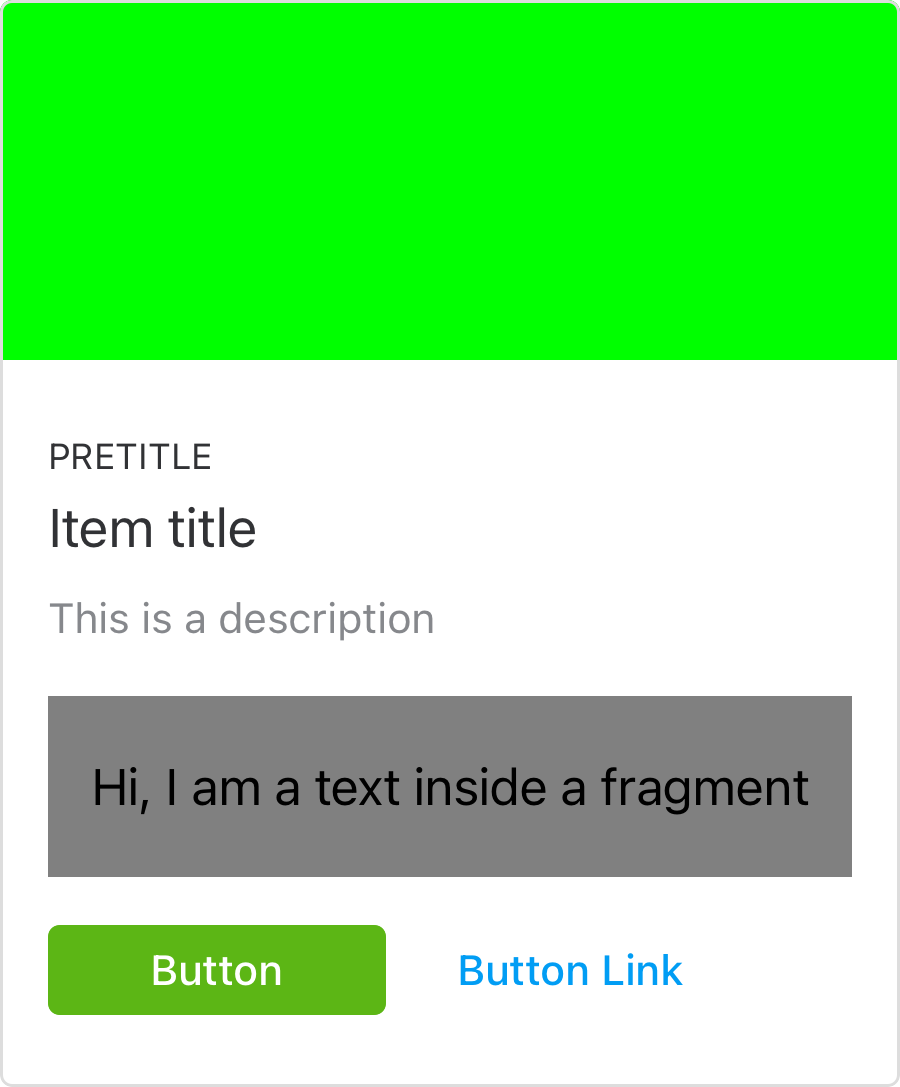 PRETITLE
Item title
This is a description
Hi, I am a text inside a fragment
Button
Button Link